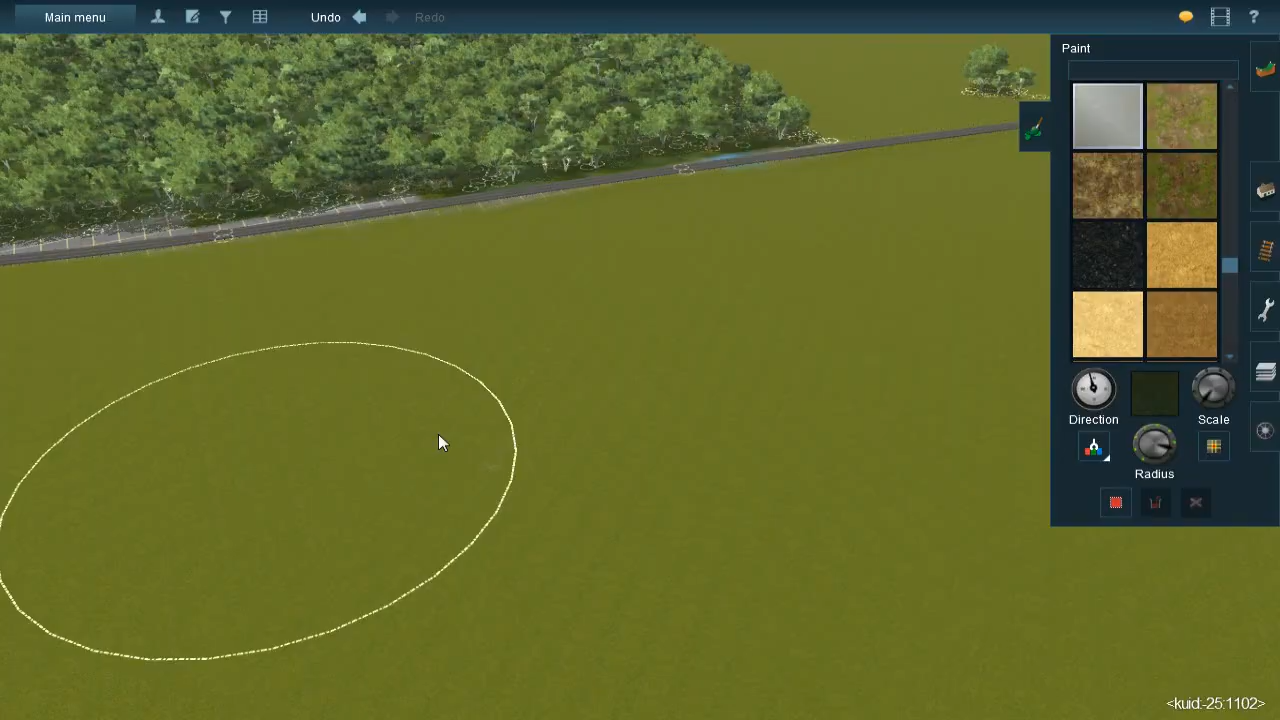 Main menu
Undo
Redo
?
Paint
Direction
Scale
Radius
<kuid:-25:1102>